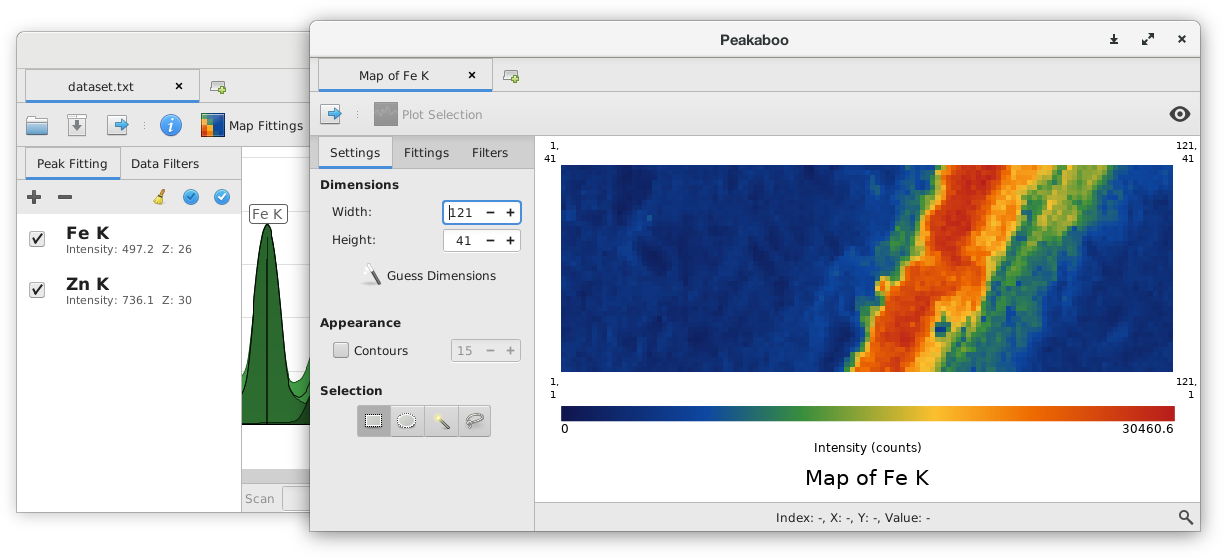 Peakaboo
dataset.txt
Map Fittings
Peak Fitting
Data Filters
Fe K
Intensity: 497.2 Z: 26
Zn K
Intensity: 736.1 Z: 30
Fe K
Scan
Map of Fe K
Plot Selection
Settings
Fittings
Filters
Dimensions
Width:
121
Height:
41
Guess Dimensions
Appearance
Contours
15
Selection
1,
41
121,
41
1,
1
121,
1
0
30460.6
Intensity (counts)
Map of Fe K
Index: -, X: -, Y: -, Value: -